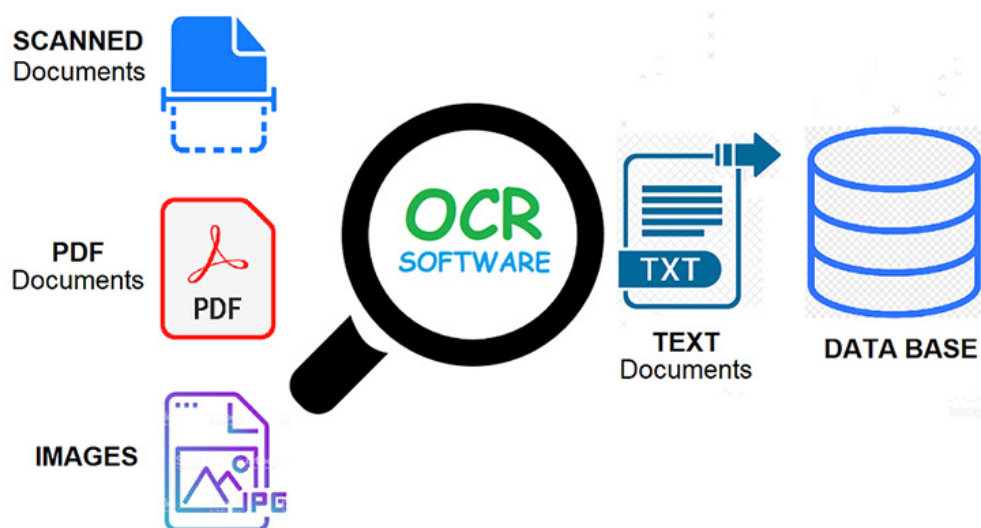 SCANNED
Documents
PDF
Documents
PDF
IMAGES
JPG
OCR
SOFTWARE
TXT
TEXT
Documents
DATA BASE